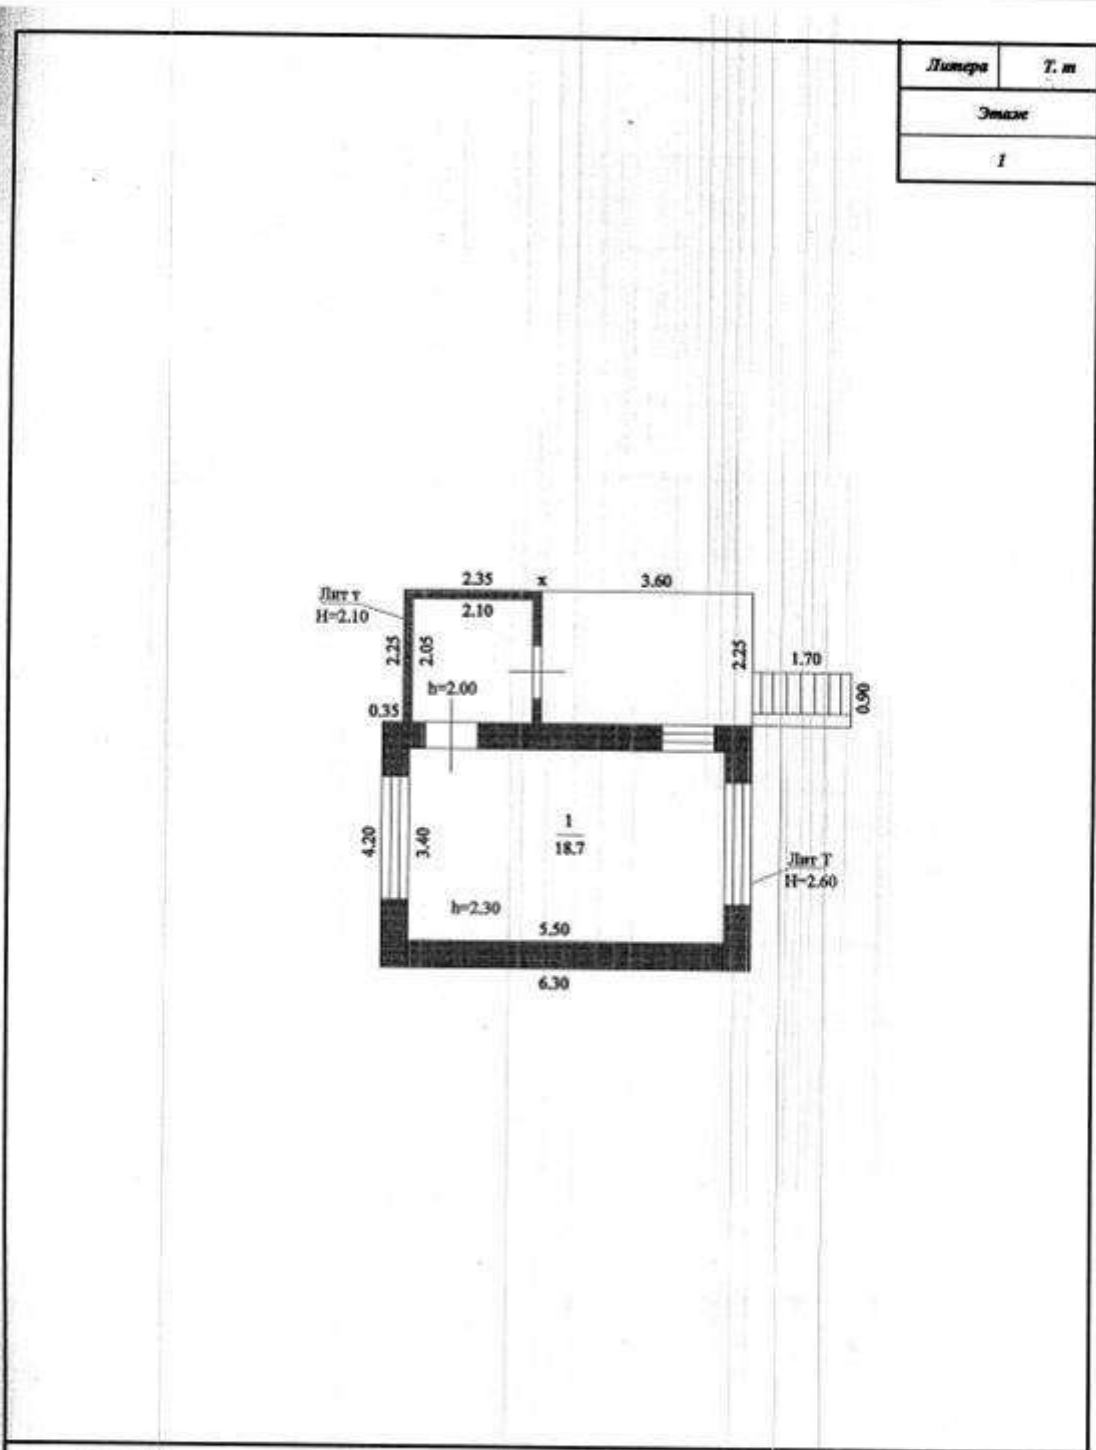 Литера Т. т
Этаж
1
2.35 х 3.60
Лит т
Н=2.10
2.10
2.25
2.05
2.25
1.70
0.90
h=2.00
0.35
4.20
3.40
1
18.7
Лит Т
Н=2.60
h=2.30
5.50
6.30